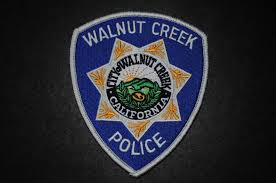 WALNUT CREEK
CITY OF WALNUT CREEK
CALIFORNIA
POLICE